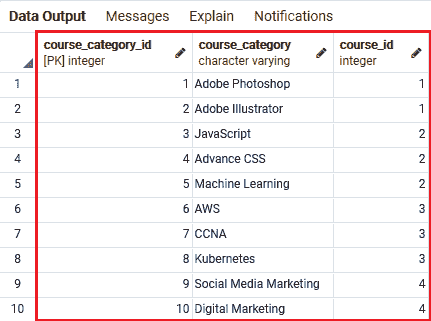 Data Output Messages Explain Notifications
course_category_id course_category course_id
[PK] integer character varying integer
1 1 Adobe Photoshop 1
2 2 Adobe Illustrator 1
3 3 JavaScript 2
4 4 Advance CSS 2
5 5 Machine Learning 2
6 6 AWS 3
7 7 CCNA 3
8 8 Kubernetes 3
9 9 Social Media Marketing 4
10 10 Digital Marketing 4